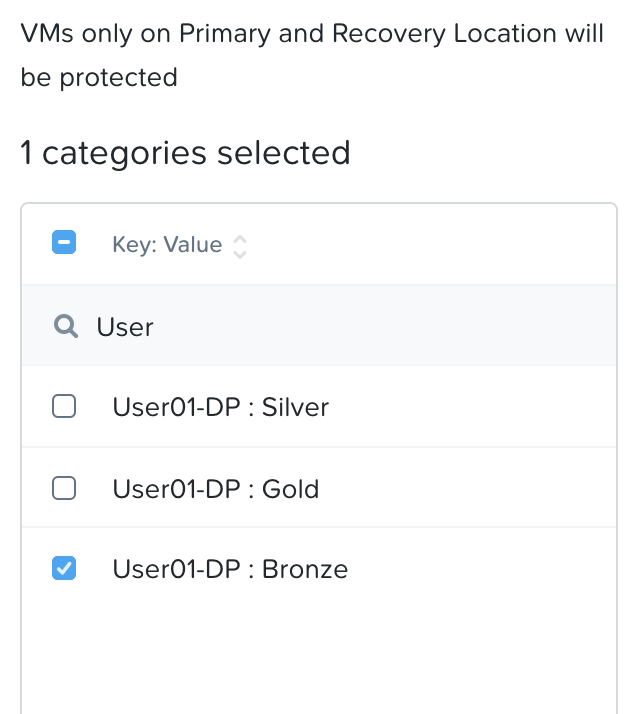 VMs only on Primary and Recovery Location will
be protected
1 categories selected
Key: Value
User
User01-DP : Silver
User01-DP : Gold
User01-DP : Bronze